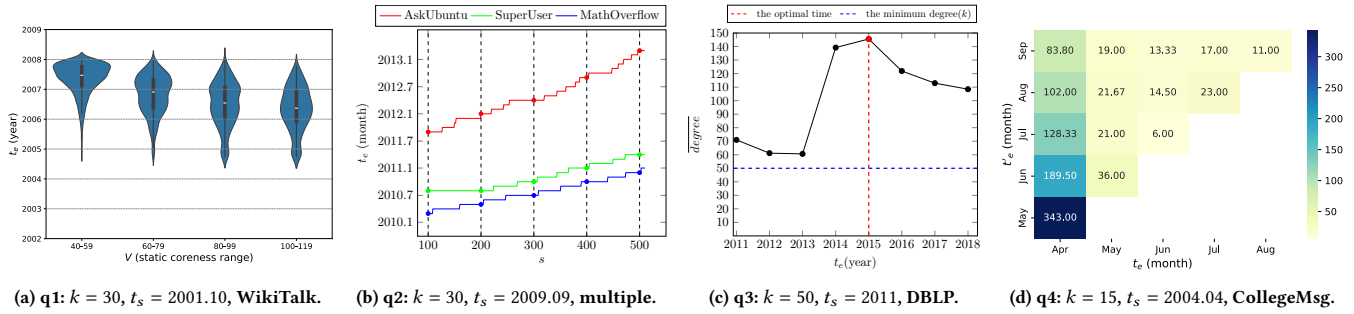 2009
2008
2007
2006
2005
2004
2003
2002
t_e (year)
40-59 60-79 80-99 100-119
V (static coreness range)
(a) q1: k = 30, t_s = 2001.10, WikiTalk.
AskUbuntu SuperUser MathOverflow
2013.1
2012.7
2012.1
2011.7
2011.1
2010.7
2010.1
t_e (month)
100 200 300 400 500
s
(b) q2: k = 30, t_s = 2009.09, multiple.
the optimal time the minimum degree(k)
150
140
130
120
110
100
90
80
70
60
50
40
30
20
10
degree
2011 2012 2013 2014 2015 2016 2017 2018
t_e(year)
(c) q3: k = 50, t_s = 2011, DBLP.
Sep 83.80 19.00 13.33 17.00 11.00
Aug 102.00 21.67 14.50 23.00
Jul 128.33 21.00 6.00
Jun 189.50 36.00
May 343.00
t'_e (month)
Apr May Jun Jul Aug
t_e (month)
300
250
200
150
100
50
(d) q4: k = 15, t_s = 2004.04, CollegeMsg.